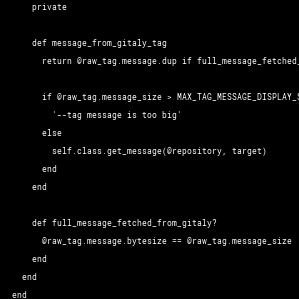 private
def message_from_gitaly_tag
return @raw_tag.message.dup if full_message_fetched_
if @raw_tag.message_size > MAX_TAG_MESSAGE_DISPLAY_S
'--tag message is too big'
else
self.class.get_message(@repository, target)
end
end
def full_message_fetched_from_gitaly?
@raw_tag.message.bytesize == @raw_tag.message_size
end
end
end